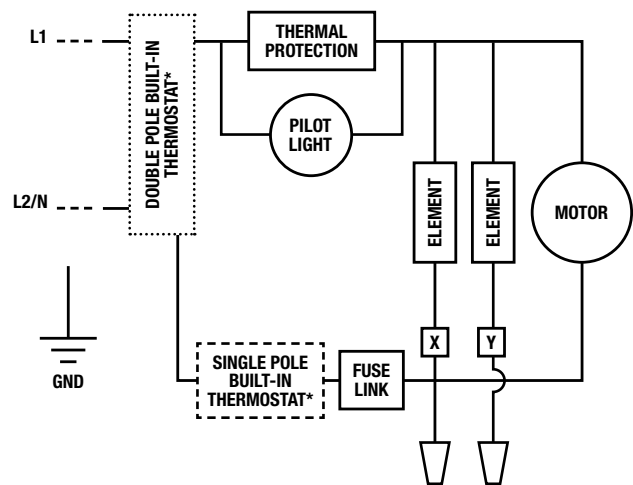 L1
THERMAL
PROTECTION
DOUBLE POLE BUILT-IN
THERMOSTAT*
PILOT
LIGHT
L2/N
ELEMENT
ELEMENT
MOTOR
GND
X
Y
SINGLE POLE
BUILT-IN
THERMOSTAT*
FUSE
LINK